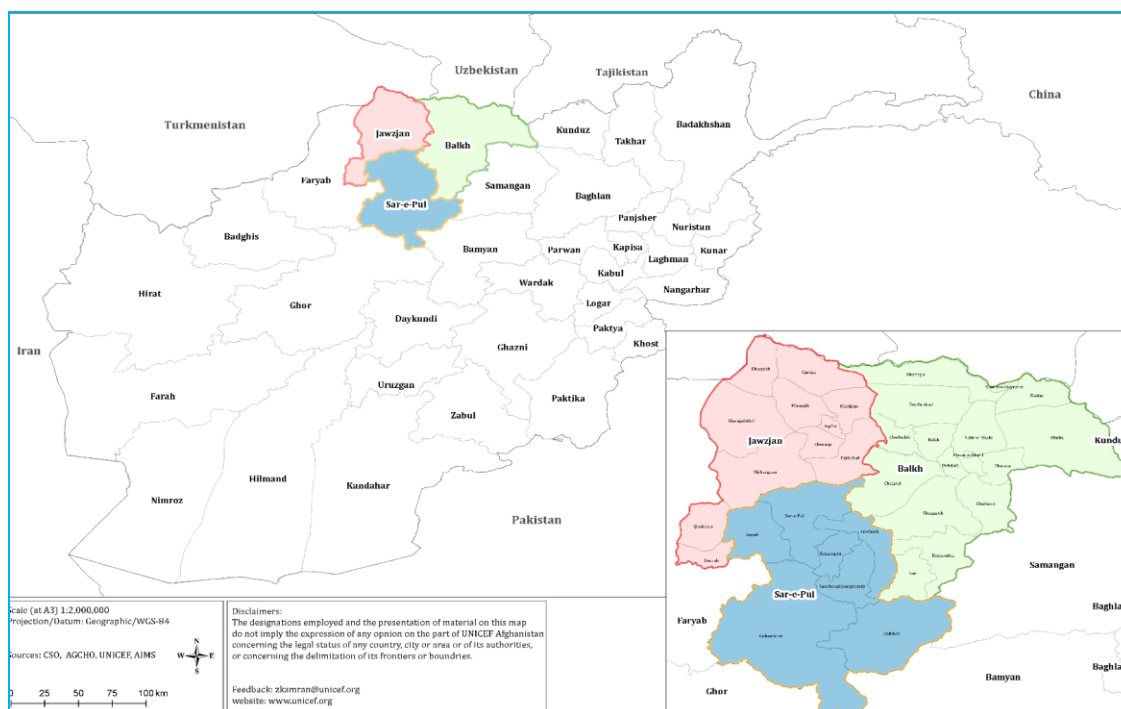 Uzbekistan
Tajikistan
China
Turkmenistan
Jawzjan
Balkh
Kunduz
Takhar
Badakhshan
Faryab
Samangan
Baghlan
Sar-e-Pul
Panjsher
Nuristan
Badghis
Bamyan
Parwan
Kapisa
Kunar
Laghman
Kabul
Wardak
Nangarhar
Hirat
Ghor
Logar
Daykundi
Paktya
Khost
Ghazni
Iran
Uruzgan
Farah
Zabul
Paktika
Hilmand
Kandahar
Nimroz
Pakistan
Jawzjan
Balkh
Kundu
Sar-e-Pul
Sar-e-Pul
Samangan
Faryab
Baghla
Baghla
Ghor
Bamyan
Scale (at A3) 1:2,000,000
Projection/Datum: Geographic/WGS-84
Sources: CSO, AGCHO, UNICEF, AIMS
N
W E
S
0 25 50 75 100 km
Disclaimers:
The designations employed and the presentation of material on this map
do not imply the expression of any opinion on the part of UNICEF Afghanistan
concerning the legal status of any country, city or area or of its authorities,
or concerning the delimitation of its frontiers or boundaries.
Feedback: zkamran@unicef.org
website: www.unicef.org